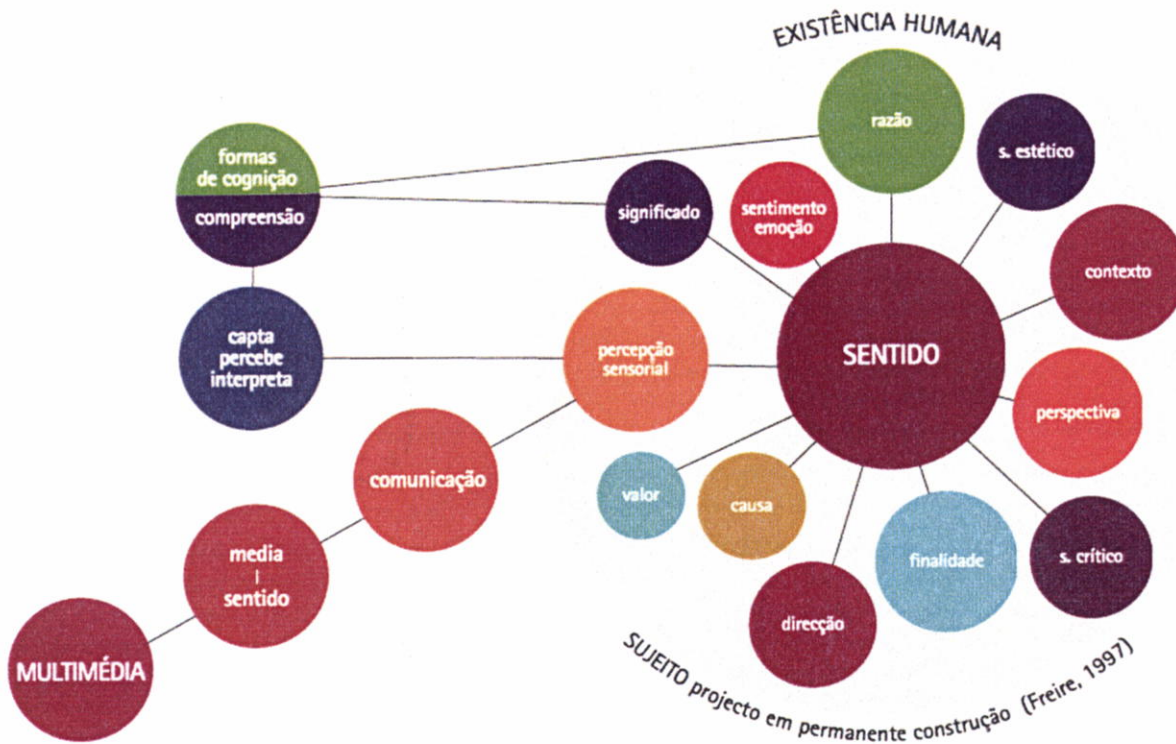 EXISTÊNCIA HUMANA
razão
s. estético
formas
de cognição
compreensão
significado
sentimento
emoção
contexto
capta
percebe
interpreta
percepção
sensorial
SENTIDO
perspectiva
comunicação
valor
causa
media
|
sentido
finalidade
s. crítico
direcção
MULTIMÉDIA
SUJEITO projecto em permanente construção (Freire, 1997)